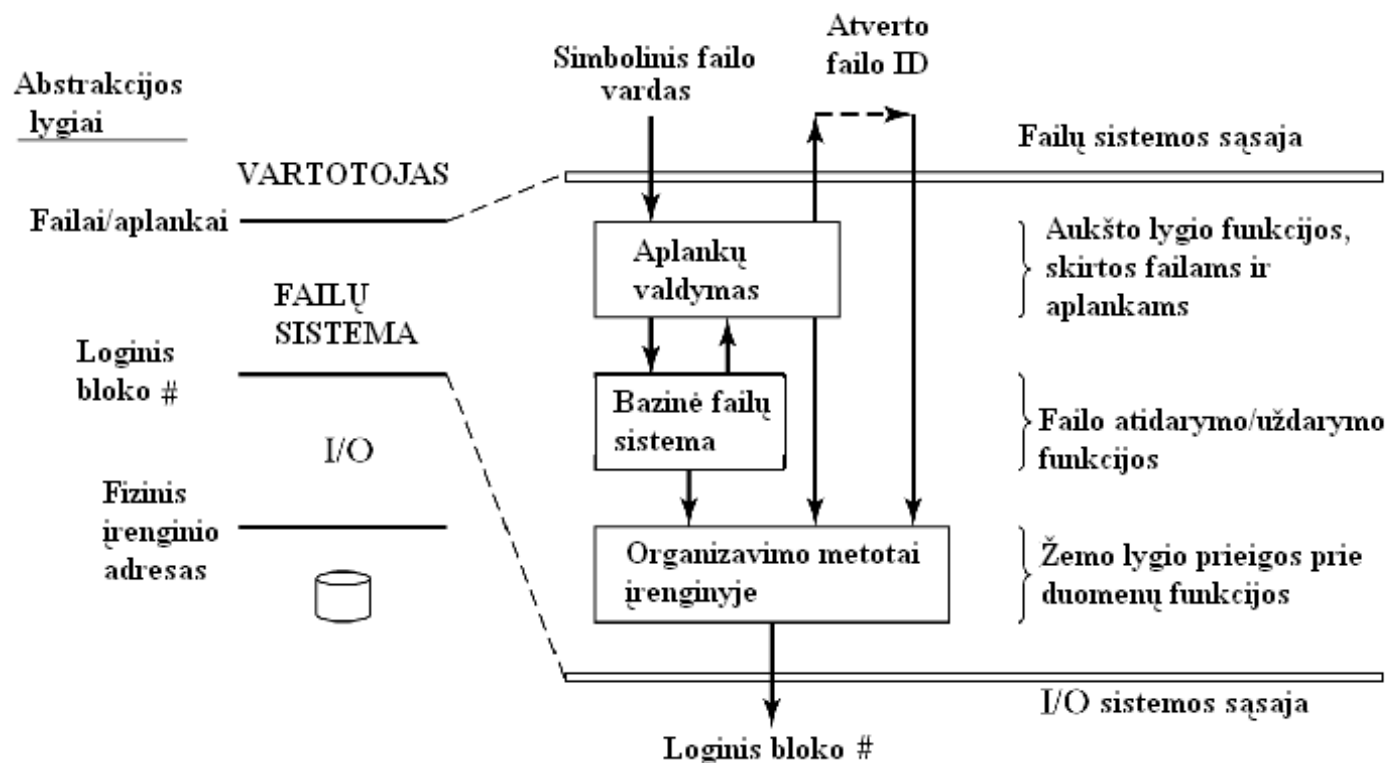 Abstrakcijos
lygiai
VARTOTOJAS
Failai/aplankai
FAILŲ
SISTEMA
Loginis
bloko #
I/O
Fizinis
įrenginio
adresas
Simbolinis failo
vardas
Atverto
failo ID
Failų sistemos sąsaja
Aplankų
valdymas
Aukšto lygio funkcijos,
skirtos failams ir
aplankams
Bazinė failų
sistema
Failo atidarymo/uždarymo
funkcijos
Organizavimo metotai
įrenginyje
Žemo lygio prieigos prie
duomenų funkcijos
I/O sistemos sąsaja
Loginis bloko #